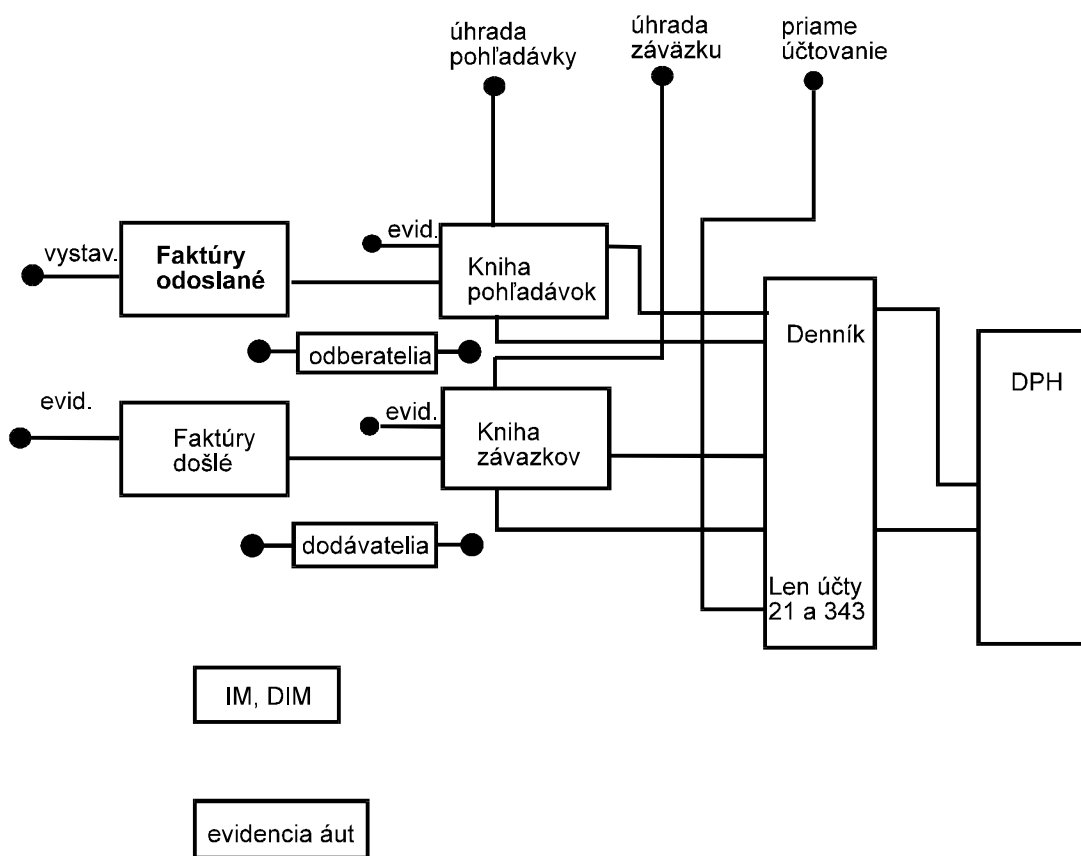 úhrada
pohľadávky
úhrada
záväzku
priame
účtovanie
vystav.
Faktúry
odoslané
evid.
Kniha
pohľadávok
odberatelia
Denník
DPH
evid.
Faktúry
došlé
evid.
Kniha
závazkov
dodávatelia
Len účty
21 a 343
IM, DIM
evidencia áut